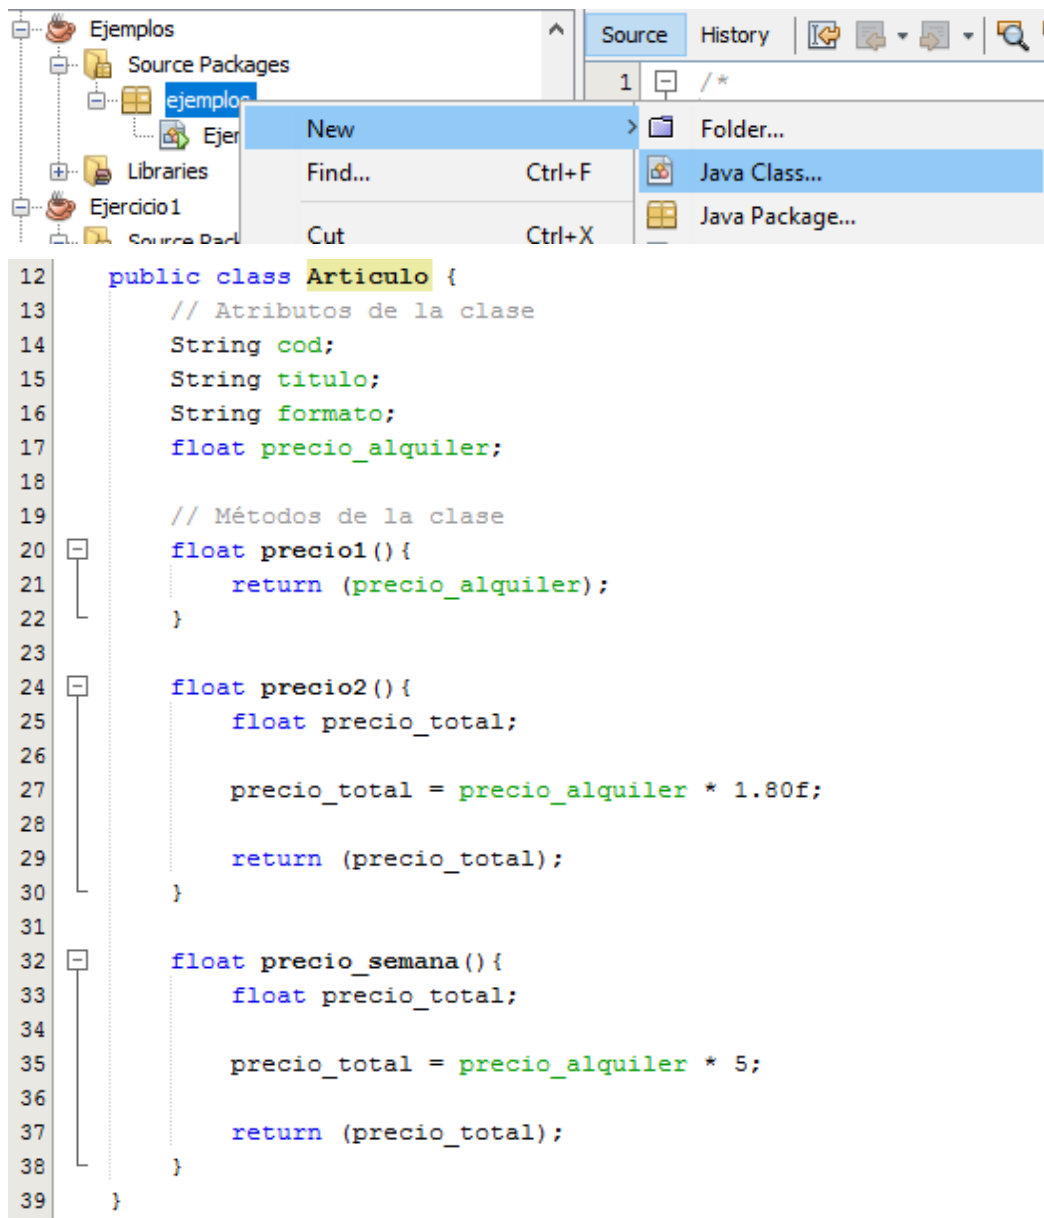 Ejemplos
Source History
Source Packages
1 /*
ejemplos
New Folder...
Ejer
Libraries Find... Ctrl+F Java Class...
Ejercicio1 Java Package...
Source Pack Cut Ctrl+X
12 public class Articulo {
13 // Atributos de la clase
14 String cod;
15 String titulo;
16 String formato;
17 float precio_alquiler;
18
19 // Métodos de la clase
20 float precio1(){
21 return (precio_alquiler);
22 }
23
24 float precio2(){
25 float precio_total;
26
27 precio_total = precio_alquiler * 1.80f;
28
29 return (precio_total);
30 }
31
32 float precio_semana(){
33 float precio_total;
34
35 precio_total = precio_alquiler * 5;
36
37 return (precio_total);
38 }
39 }